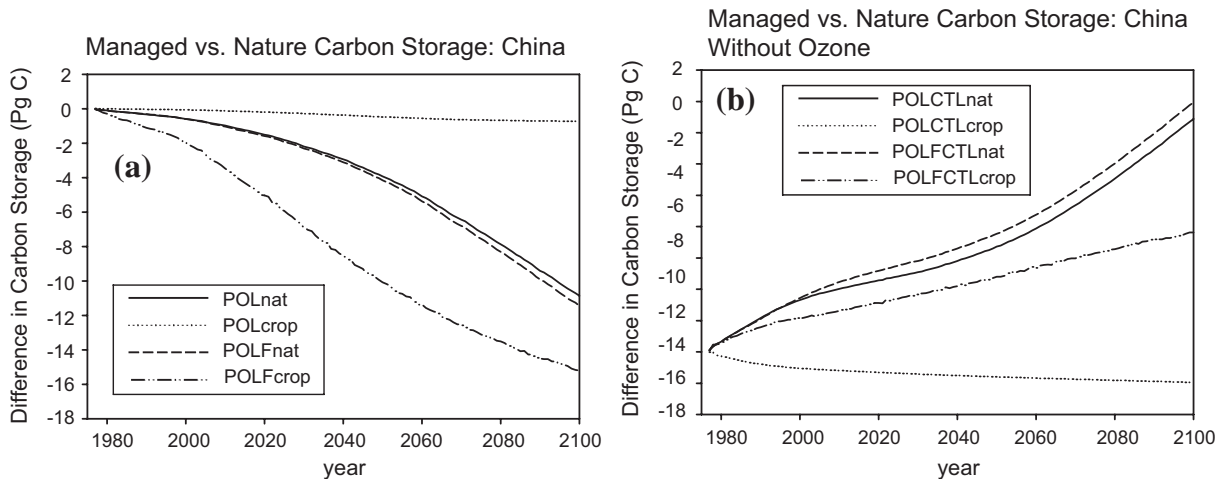 Managed vs. Nature Carbon Storage: China
Difference in Carbon Storage (Pg C)
2
0
-2
-4
-6
-8
-10
-12
-14
-16
-18
(a)
POLnat
POLcrop
POLFnat
POLFcrop
1980 2000 2020 2040 2060 2080 2100
year
Managed vs. Nature Carbon Storage: China
Without Ozone
Difference in Carbon Storage (Pg C)
2
0
-2
-4
-6
-8
-10
-12
-14
-16
-18
(b)
POLCTLnat
POLCTLcrop
POLFCTLnat
POLFCTLcrop
1980 2000 2020 2040 2060 2080 2100
year